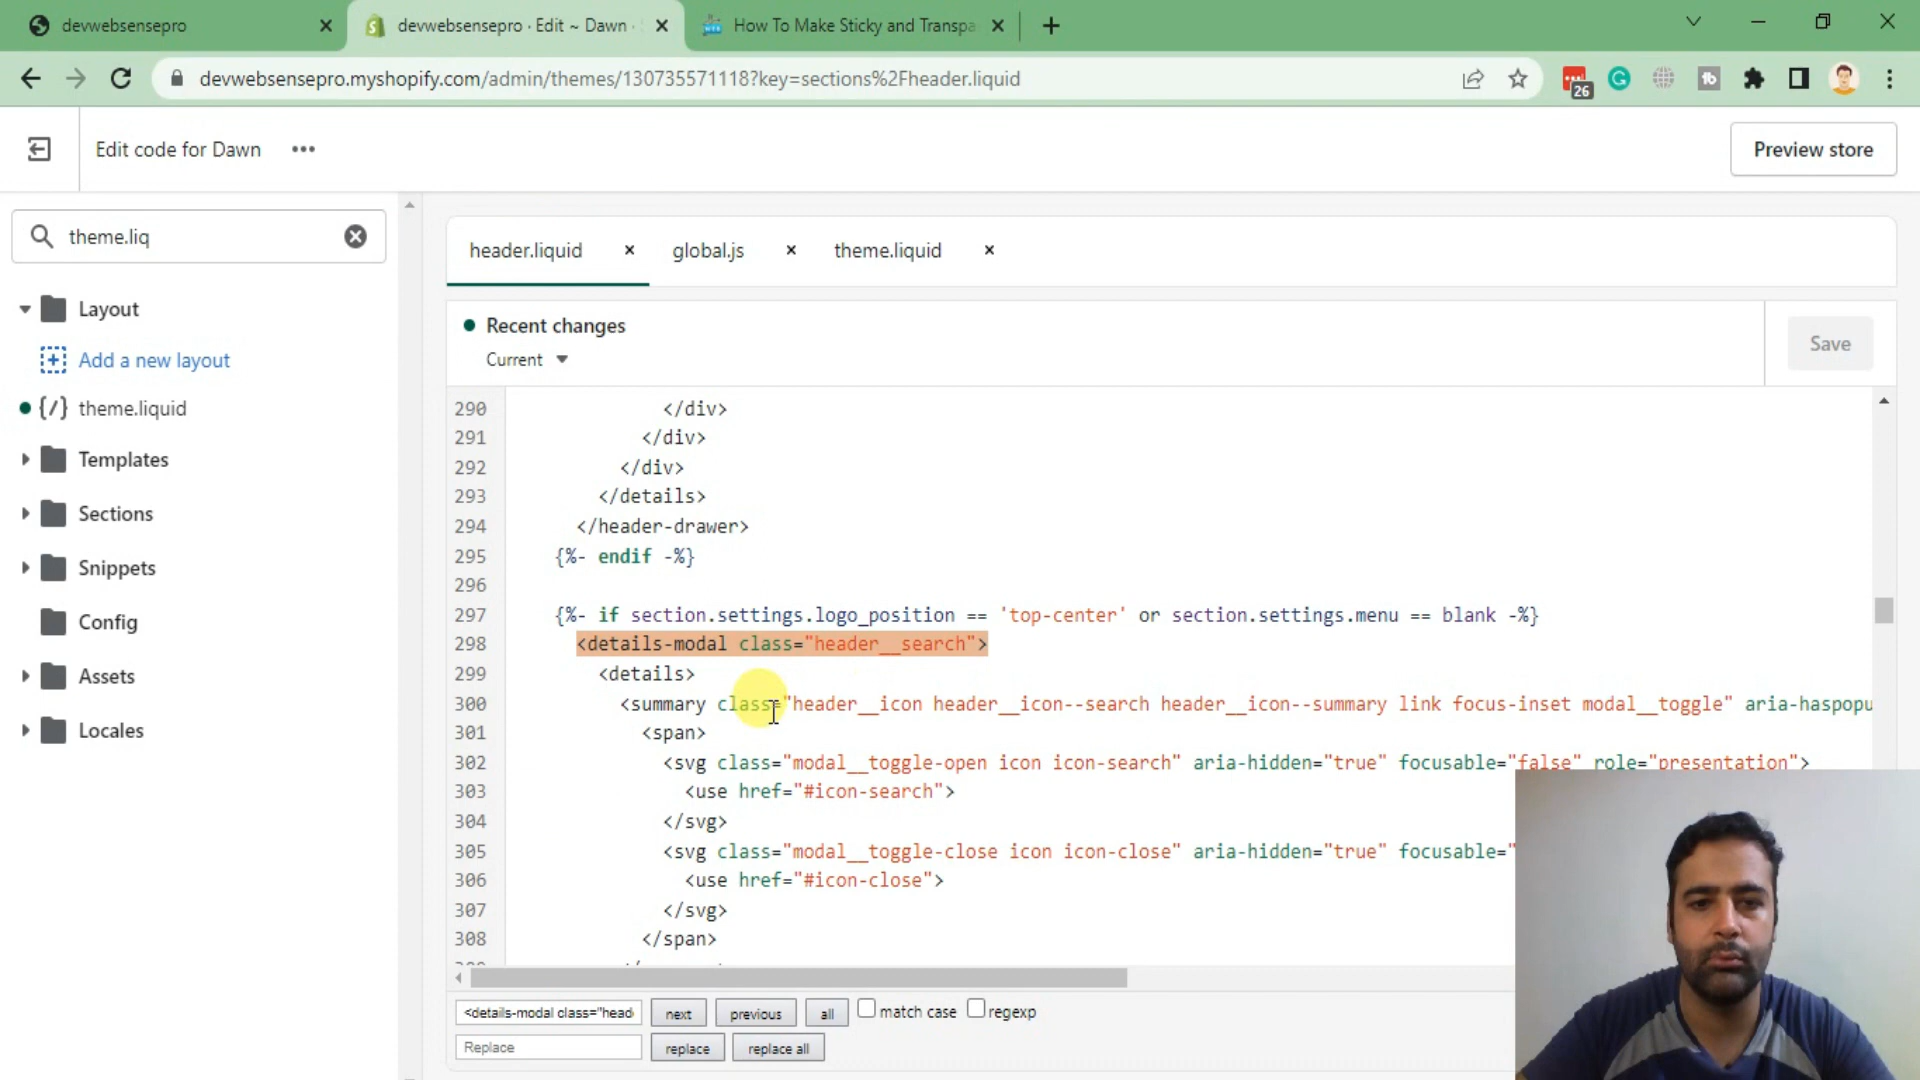 devwebsensepro
devwebsensepro · Edit ~ Dawn ·
How To Make Sticky and Transpa
devwebsensepro.myshopify.com/admin/themes/130735571118?key=sections%2Fheader.liquid
26
Edit code for Dawn
Preview store
theme.liq
Layout
Add a new layout
{/} theme.liquid
Templates
Sections
Snippets
Config
Assets
Locales
header.liquid
global.js
theme.liquid
Recent changes
Current
Save
290 </div>
291 </div>
292 </div>
293 </details>
294 </header-drawer>
295 {%- endif -%}
296
297 {%- if section.settings.logo_position == 'top-center' or section.settings.menu == blank -%}
298 <details-modal class="header__search">
299 <details>
300 <summary class="header__icon header__icon--search header__icon--summary link focus-inset modal__toggle" aria-haspopu
301 <span>
302 <svg class="modal__toggle-open icon icon-search" aria-hidden="true" focusable="false" role="presentation">
303 <use href="#icon-search">
304 </svg>
305 <svg class="modal__toggle-close icon icon-close" aria-hidden="true" focusable="
306 <use href="#icon-close">
307 </svg>
308 </span>
<details-modal class="head
next
previous
all
match case
regexp
Replace
replace
replace all